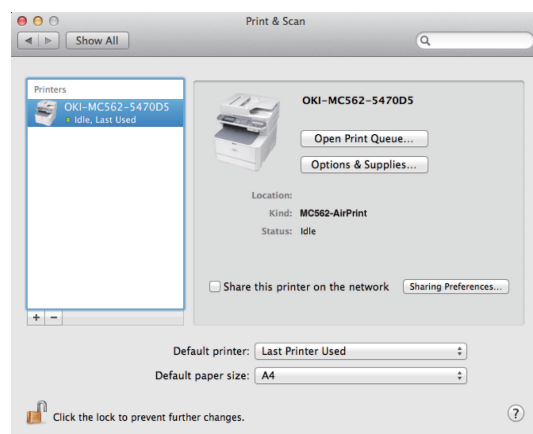 Print & Scan
Show All
Printers
OKI-MC562-5470D5
Idle, Last Used
OKI-MC562-5470D5
Open Print Queue...
Options & Supplies...
Location:
Kind: MC562-AirPrint
Status: Idle
Share this printer on the network Sharing Preferences...
+ −
Default printer: Last Printer Used
Default paper size: A4
Click the lock to prevent further changes. ?